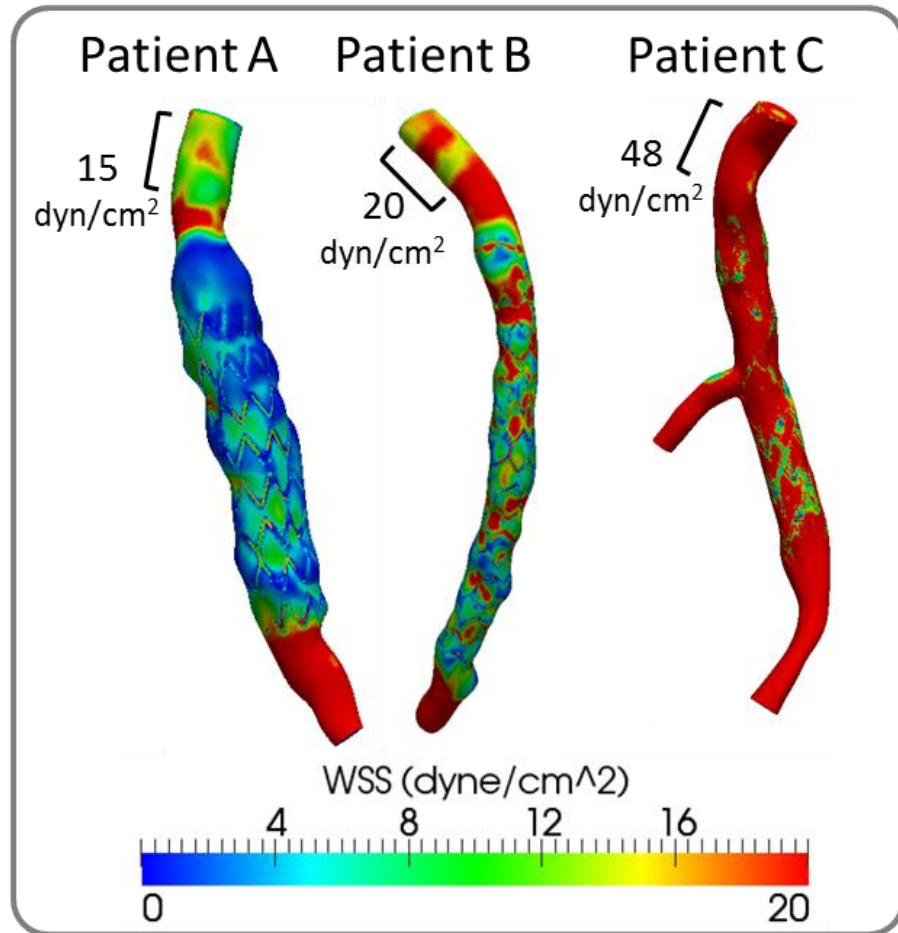 Patient A Patient B Patient C
15
dyn/cm²
20
dyn/cm²
48
dyn/cm²
WSS (dyne/cm^2)
4 8 12 16
0 20